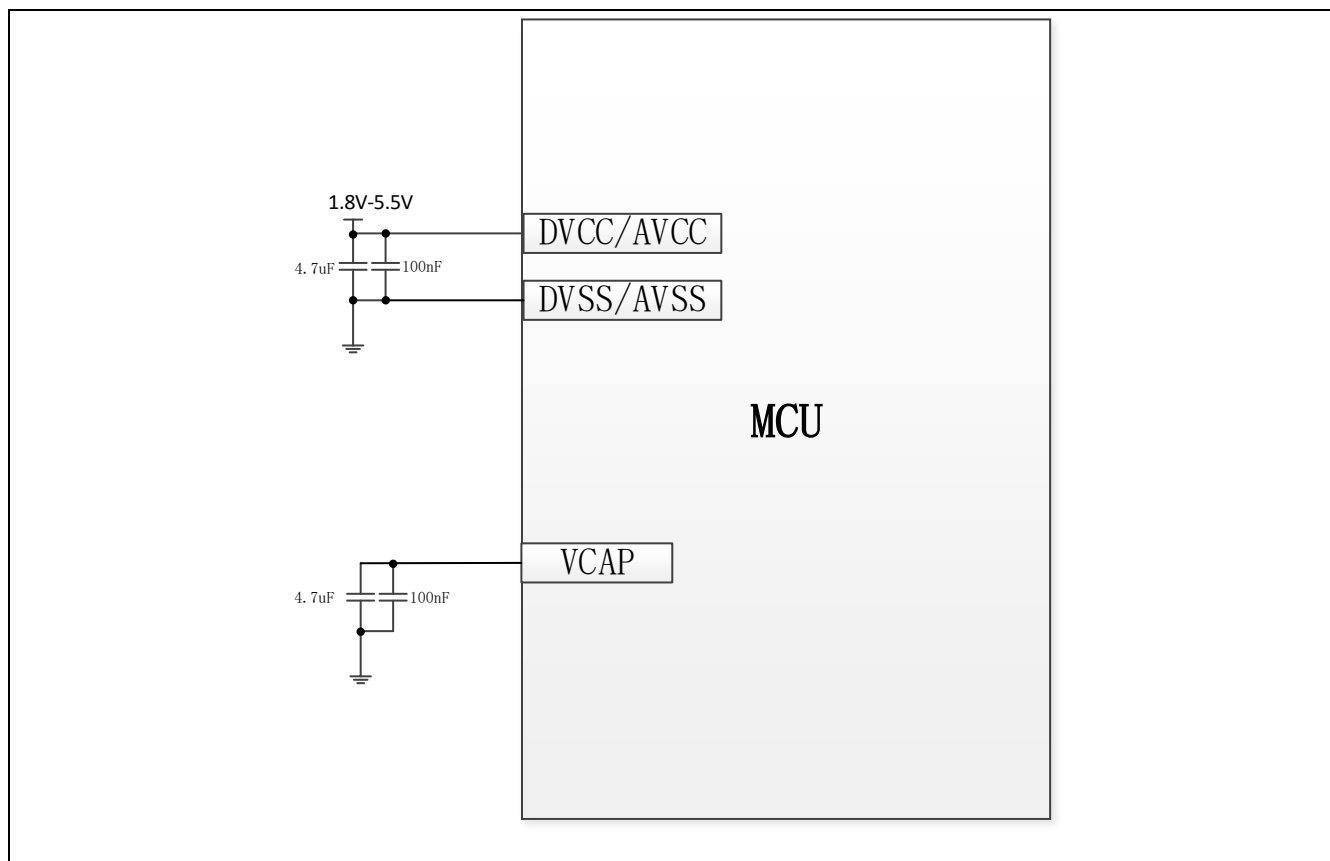 1.8V-5.5V
DVCC/AVCC
4.7uF 100nF
DVSS/AVSS
MCU
VCAP
4.7uF 100nF